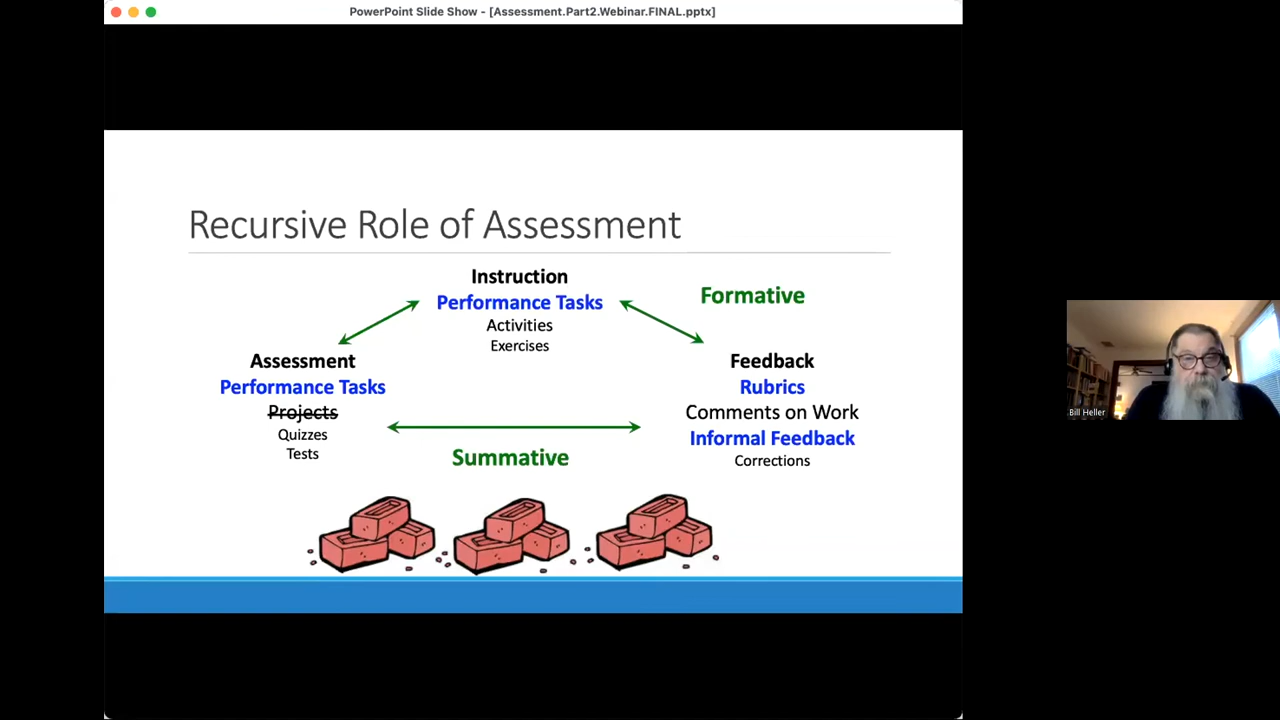 PowerPoint Slide Show - [Assessment.Part2.Webinar.FINAL.pptx]
Recursive Role of Assessment
Instruction
Performance Tasks
Activities
Exercises
Formative
Assessment
Performance Tasks
Projects
Quizzes
Tests
Feedback
Rubrics
Comments on Work
Informal Feedback
Corrections
Summative
Bill Heller